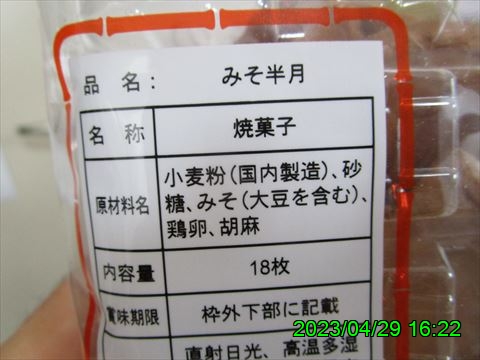 品 名： みそ半月
名 称 焼菓子
原材料名 小麦粉（国内製造）、砂
糖、みそ（大豆を含む）、
鶏卵、胡麻
内容量 18枚
賞味期限 枠外下部に記載
直射日光、高温多湿
2023/04/29 16:22